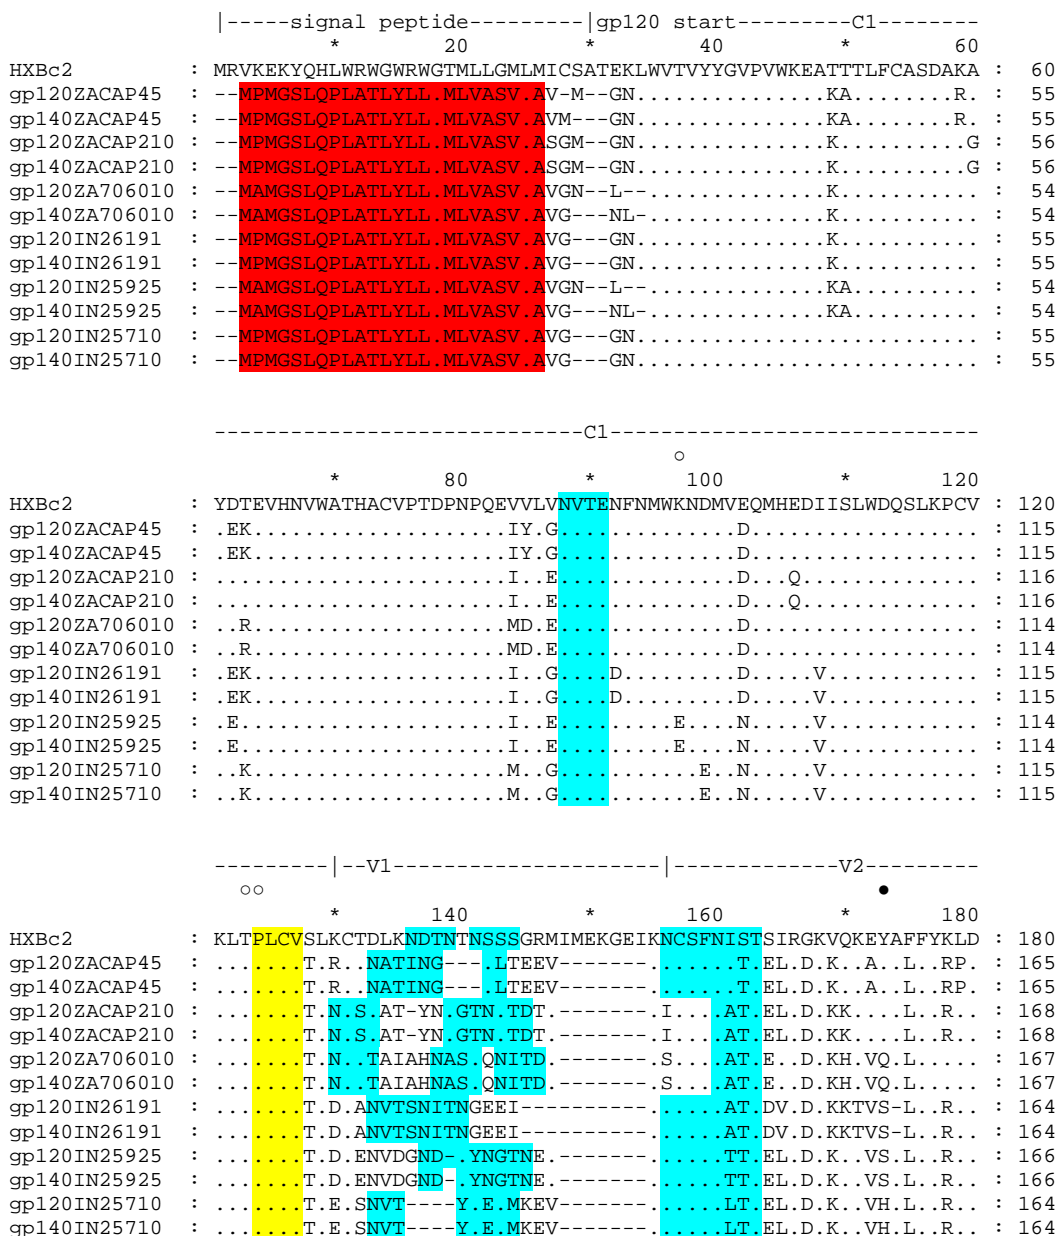 |-----signal peptide---------|gp120 start---------C1--------
* 20 * 40 * 60
HXBc2 : MRVKEKYQHLWRWGWRWGTMLLGMLMICSATEKLWVTVYYGVPVWKEATTTLFCASDAKA : 60
gp120ZACAP45 : --MPMGSLQPLATLYLL.MLVASV.AV-M--GN...............KA........R. : 55
gp140ZACAP45 : --MPMGSLQPLATLYLL.MLVASV.AVM---GN...............KA........R. : 55
gp120ZACAP210 : --MPMGSLQPLATLYLL.MLVASV.ASGM--GN...............K..........G : 56
gp140ZACAP210 : --MPMGSLQPLATLYLL.MLVASV.ASGM--GN...............K..........G : 56
gp120ZA706010 : --MAMGSLQPLATLYLL.MLVASV.AVGN--L--..............K........... : 54
gp140ZA706010 : --MAMGSLQPLATLYLL.MLVASV.AVG---NL-..............K........... : 54
gp120IN26191 : --MPMGSLQPLATLYLL.MLVASV.AVG---GN...............K........... : 55
gp140IN26191 : --MPMGSLQPLATLYLL.MLVASV.AVG---GN...............K........... : 55
gp120IN25925 : --MAMGSLQPLATLYLL.MLVASV.AVGN--L--..............KA.......... : 54
gp140IN25925 : --MAMGSLQPLATLYLL.MLVASV.AVG---NL-..............KA.......... : 54
gp120IN25710 : --MPMGSLQPLATLYLL.MLVASV.AVG---GN........................... : 55
gp140IN25710 : --MPMGSLQPLATLYLL.MLVASV.AVG---GN........................... : 55
-----------------------------C1-----------------------------
○
* 80 * 100 * 120
HXBc2 : YDTEVHNVWATHACVPTDPNPQEVVLVNVTENFNMWKNDMVEQMHEDIISLWDQSLKPCV : 120
gp120ZACAP45 : .EK....................IY.G..............D.................. : 115
gp140ZACAP45 : .EK....................IY.G..............D.................. : 115
gp120ZACAP210 : .......................I..E..............D...Q.............. : 116
gp140ZACAP210 : .......................I..E..............D...Q.............. : 116
gp120ZA706010 : ..R....................MD.E..............D.................. : 114
gp140ZA706010 : ..R....................MD.E..............D.................. : 114
gp120IN26191 : .EK....................I..G....D.........D.....V............ : 115
gp140IN26191 : .EK....................I..G....D.........D.....V............ : 115
gp120IN25925 : .E.....................I..E.........E....N.....V............ : 114
gp140IN25925 : .E.....................I..E.........E....N.....V............ : 114
gp120IN25710 : ..K....................M..G...........E..N.....V............ : 115
gp140IN25710 : ..K....................M..G...........E..N.....V............ : 115
---------|--V1---------------------|-------------V2---------
○○ ●
* 140 * 160 * 180
HXBc2 : KLTPLCVSLKCTDLKNDTNTNSSSGRMIMEKGEIKNCSFNISTSIRGKVQKEYAFFYKLD : 180
gp120ZACAP45 : .......T.R..NATING---.LTEEV-------.......T.EL.D.K..A..L..RP. : 165
gp140ZACAP45 : .......T.R..NATING---.LTEEV-------.......T.EL.D.K..A..L..RP. : 165
gp120ZACAP210 : .......T.N.S.AT-YN.GTN.TDT.-------.I....AT.EL.D.KK....L..R.. : 168
gp140ZACAP210 : .......T.N.S.AT-YN.GTN.TDT.-------.I....AT.EL.D.KK....L..R.. : 168
gp120ZA706010 : .......T.N..TAIAHNAS.QNITD.-------.S....AT.E..D.KH.VQ.L..R.. : 167
gp140ZA706010 : .......T.N..TAIAHNAS.QNITD.-------.S....AT.E..D.KH.VQ.L..R.. : 167
gp120IN26191 : .......T.D.ANVTSNITNGEEI----------......AT.DV.D.KKTVS-L..R.. : 164
gp140IN26191 : .......T.D.ANVTSNITNGEEI----------......AT.DV.D.KKTVS-L..R.. : 164
gp120IN25925 : .......T.D.ENVDGND-.YNGTNE.-------......TT.EL.D.K..VS.L..R.. : 166
gp140IN25925 : .......T.D.ENVDGND-.YNGTNE.-------......TT.EL.D.K..VS.L..R.. : 166
gp120IN25710 : .......T.E.SNVT----Y.E.MKEV-------......LT.EL.D.K..VH.L..R.. : 164
gp140IN25710 : .......T.E.SNVT----Y.E.MKEV-------......LT.EL.D.K..VH.L..R.. : 164